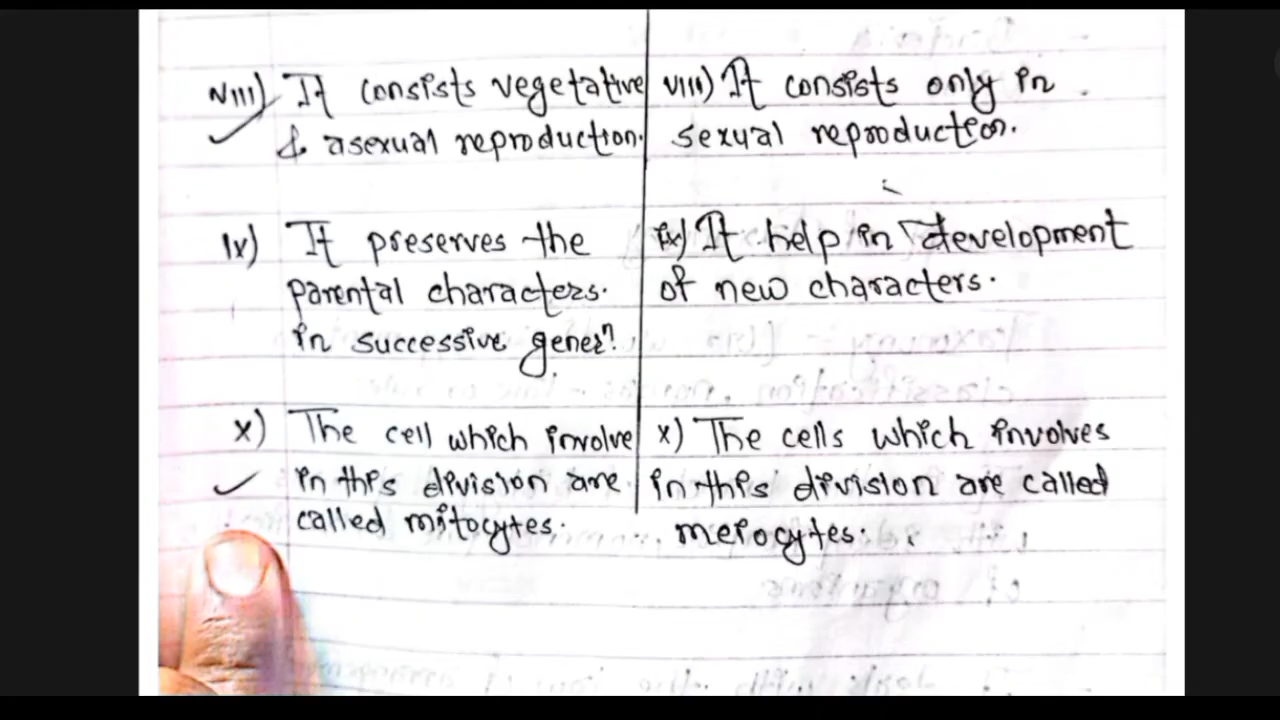 viii) It consists vegetative
& asexual reproduction.
viii) It consists only in
sexual reproduction.
ix) It preserves the
parental characters.
in successive gener?
ix) It help in development
of new characters.
x) The cell which involve
in this division are
called mitocytes.
x) The cells which involves
in this division are called
meiocytes.